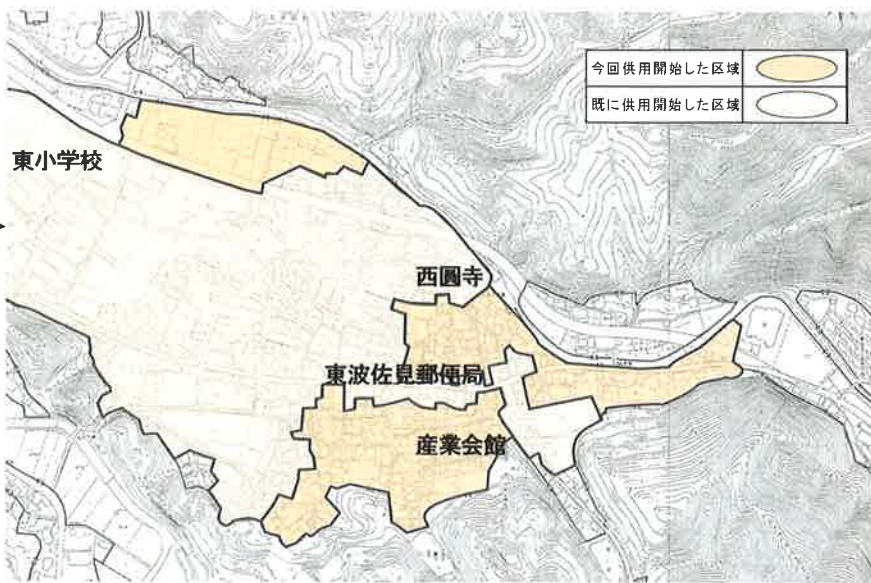 今回供用開始した区域
既に供用開始した区域
東小学校
西圓寺
東波佐見郵便局
産業会館